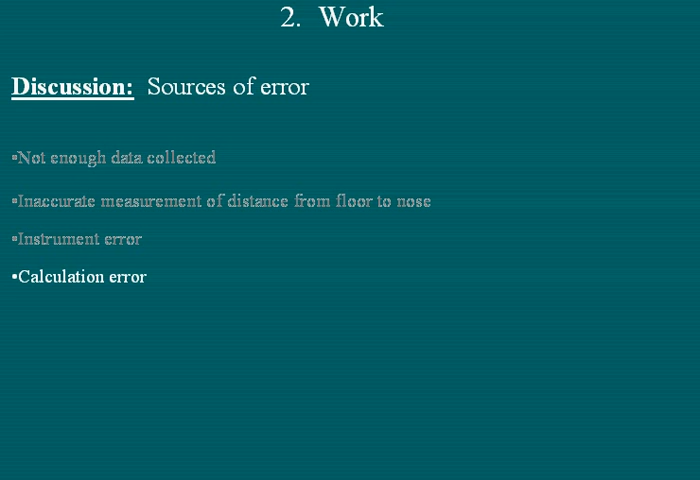 2. Work
Discussion: Sources of error
▪Not enough data collected
▪Inaccurate measurement of distance from floor to nose
▪Instrument error
•Calculation error